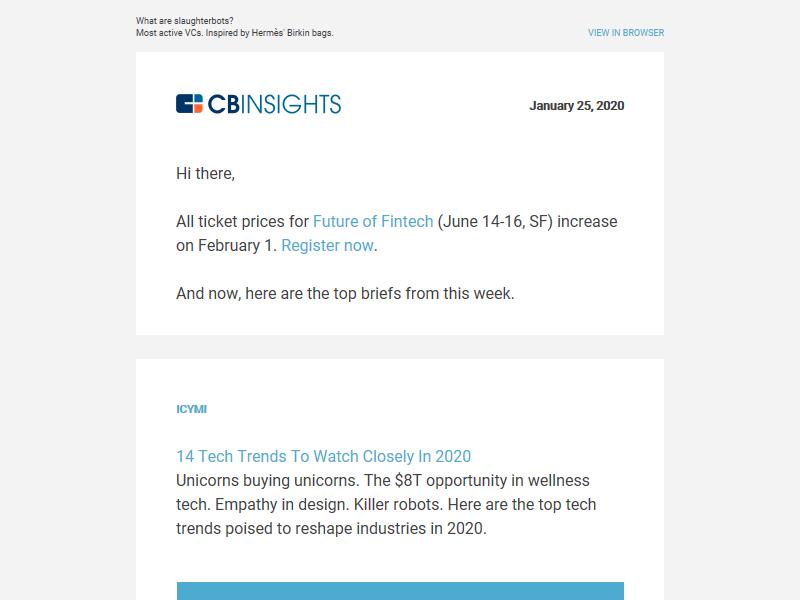 What are slaughterbots?
Most active VCs. Inspired by Hermès' Birkin bags.
VIEW IN BROWSER
CBINSIGHTS
January 25, 2020
Hi there,
All ticket prices for Future of Fintech (June 14-16, SF) increase
on February 1. Register now.
And now, here are the top briefs from this week.
ICYMI
14 Tech Trends To Watch Closely In 2020
Unicorns buying unicorns. The $8T opportunity in wellness
tech. Empathy in design. Killer robots. Here are the top tech
trends poised to reshape industries in 2020.